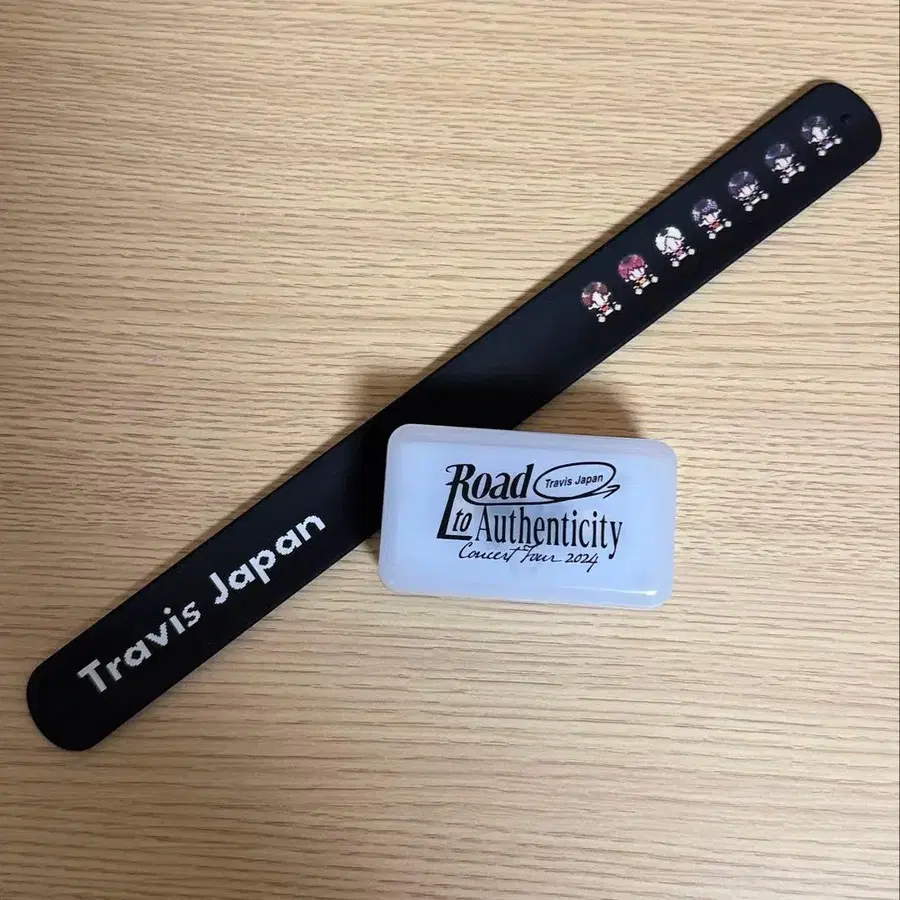 Travis Japan
Road
Travis Japan
to Authenticity
Concert Tour 2024